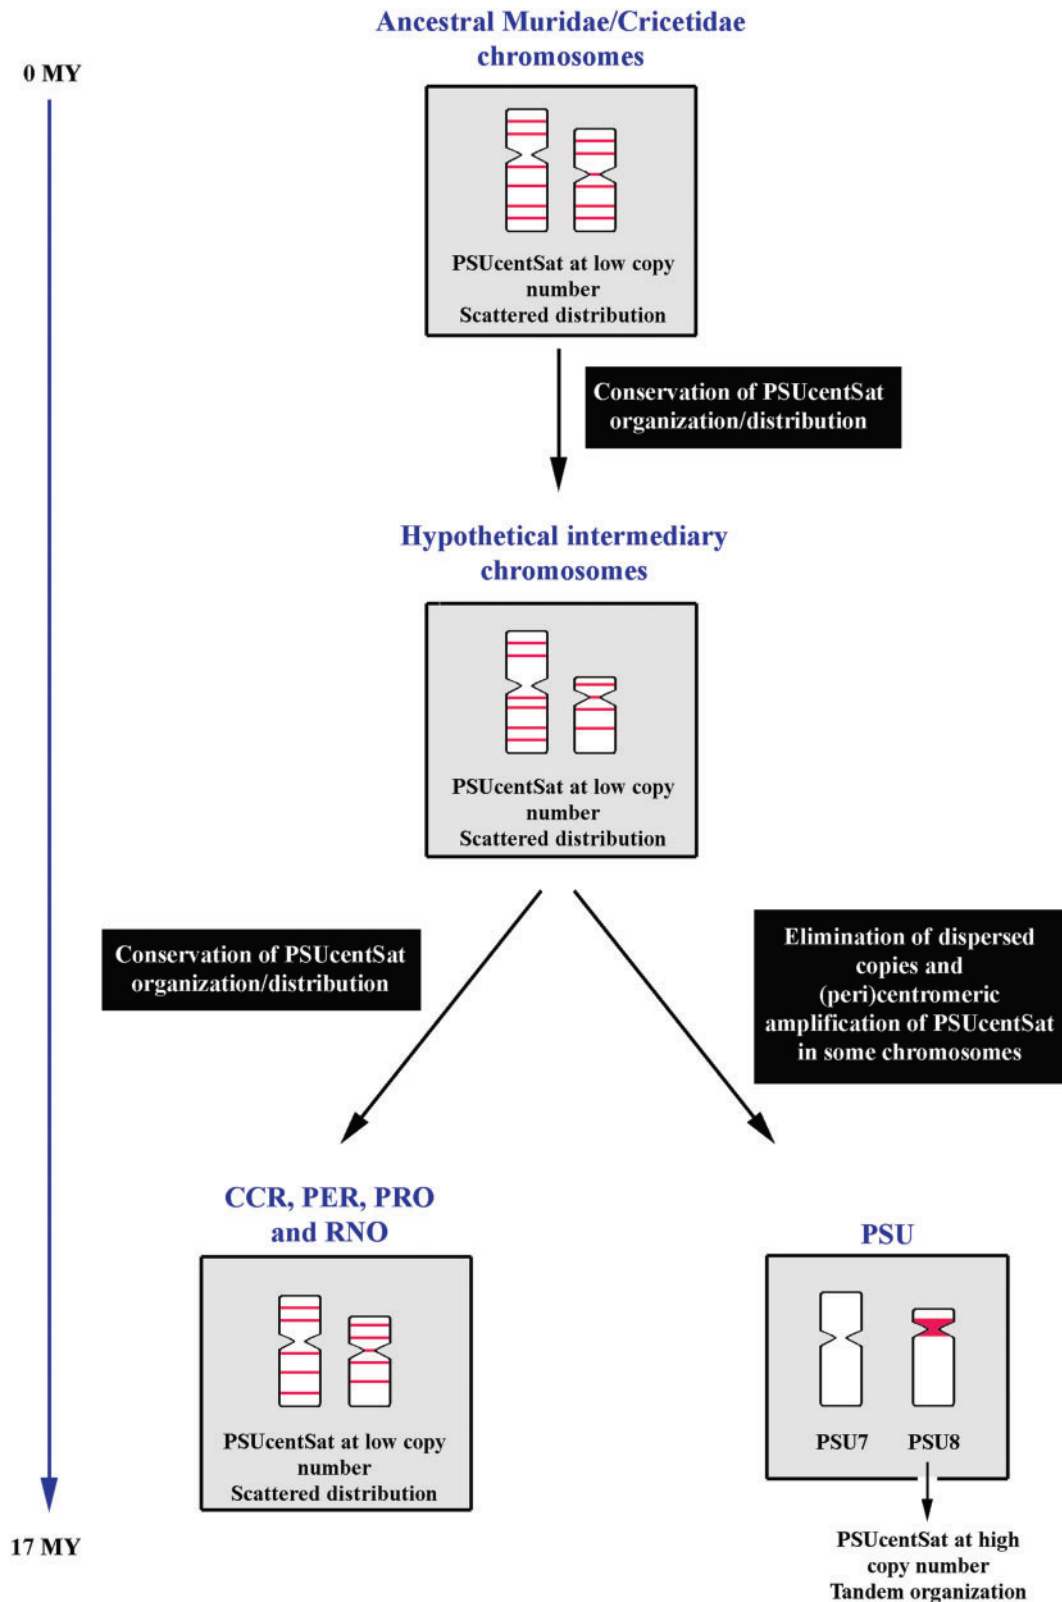 Ancestral Muridae/Cricetidae
chromosomes
0 MY
PSUcentSat at low copy
number
Scattered distribution
Conservation of PSUcentSat
organization/distribution
Hypothetical intermediary
chromosomes
PSUcentSat at low copy
number
Scattered distribution
Conservation of PSUcentSat
organization/distribution
Elimination of dispersed
copies and
(peri)centromeric
amplification of PSUcentSat
in some chromosomes
CCR, PER, PRO
and RNO
PSUcentSat at low copy
number
Scattered distribution
PSU
PSU7 PSU8
PSUcentSat at high
copy number
Tandem organization
17 MY